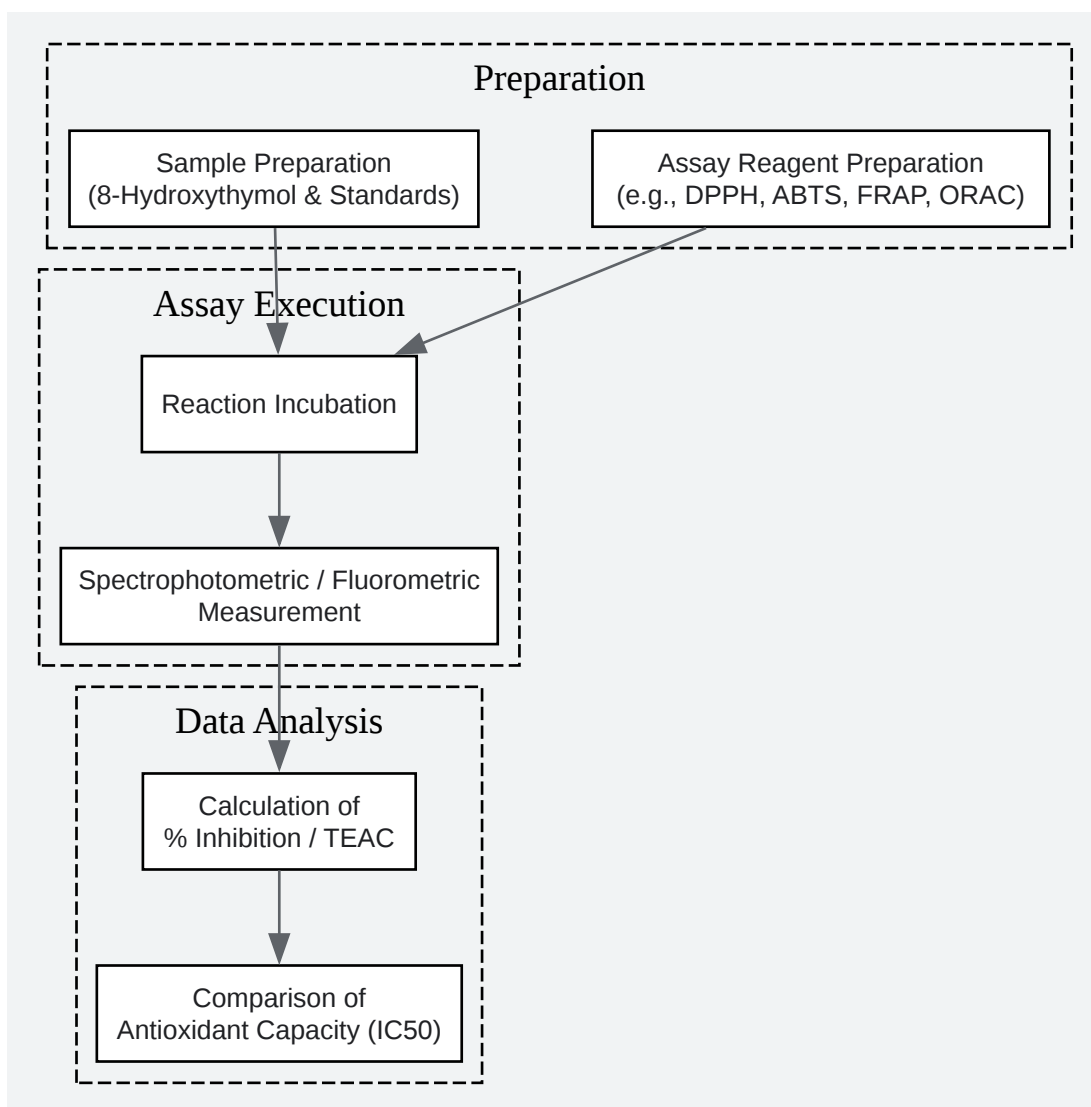 Preparation
Sample Preparation
(8-Hydroxythymol & Standards)
Assay Reagent Preparation
(e.g., DPPH, ABTS, FRAP, ORAC)
Assay Execution
Reaction Incubation
Spectrophotometric / Fluorometric
Measurement
Data Analysis
Calculation of
% Inhibition / TEAC
Comparison of
Antioxidant Capacity (IC50)